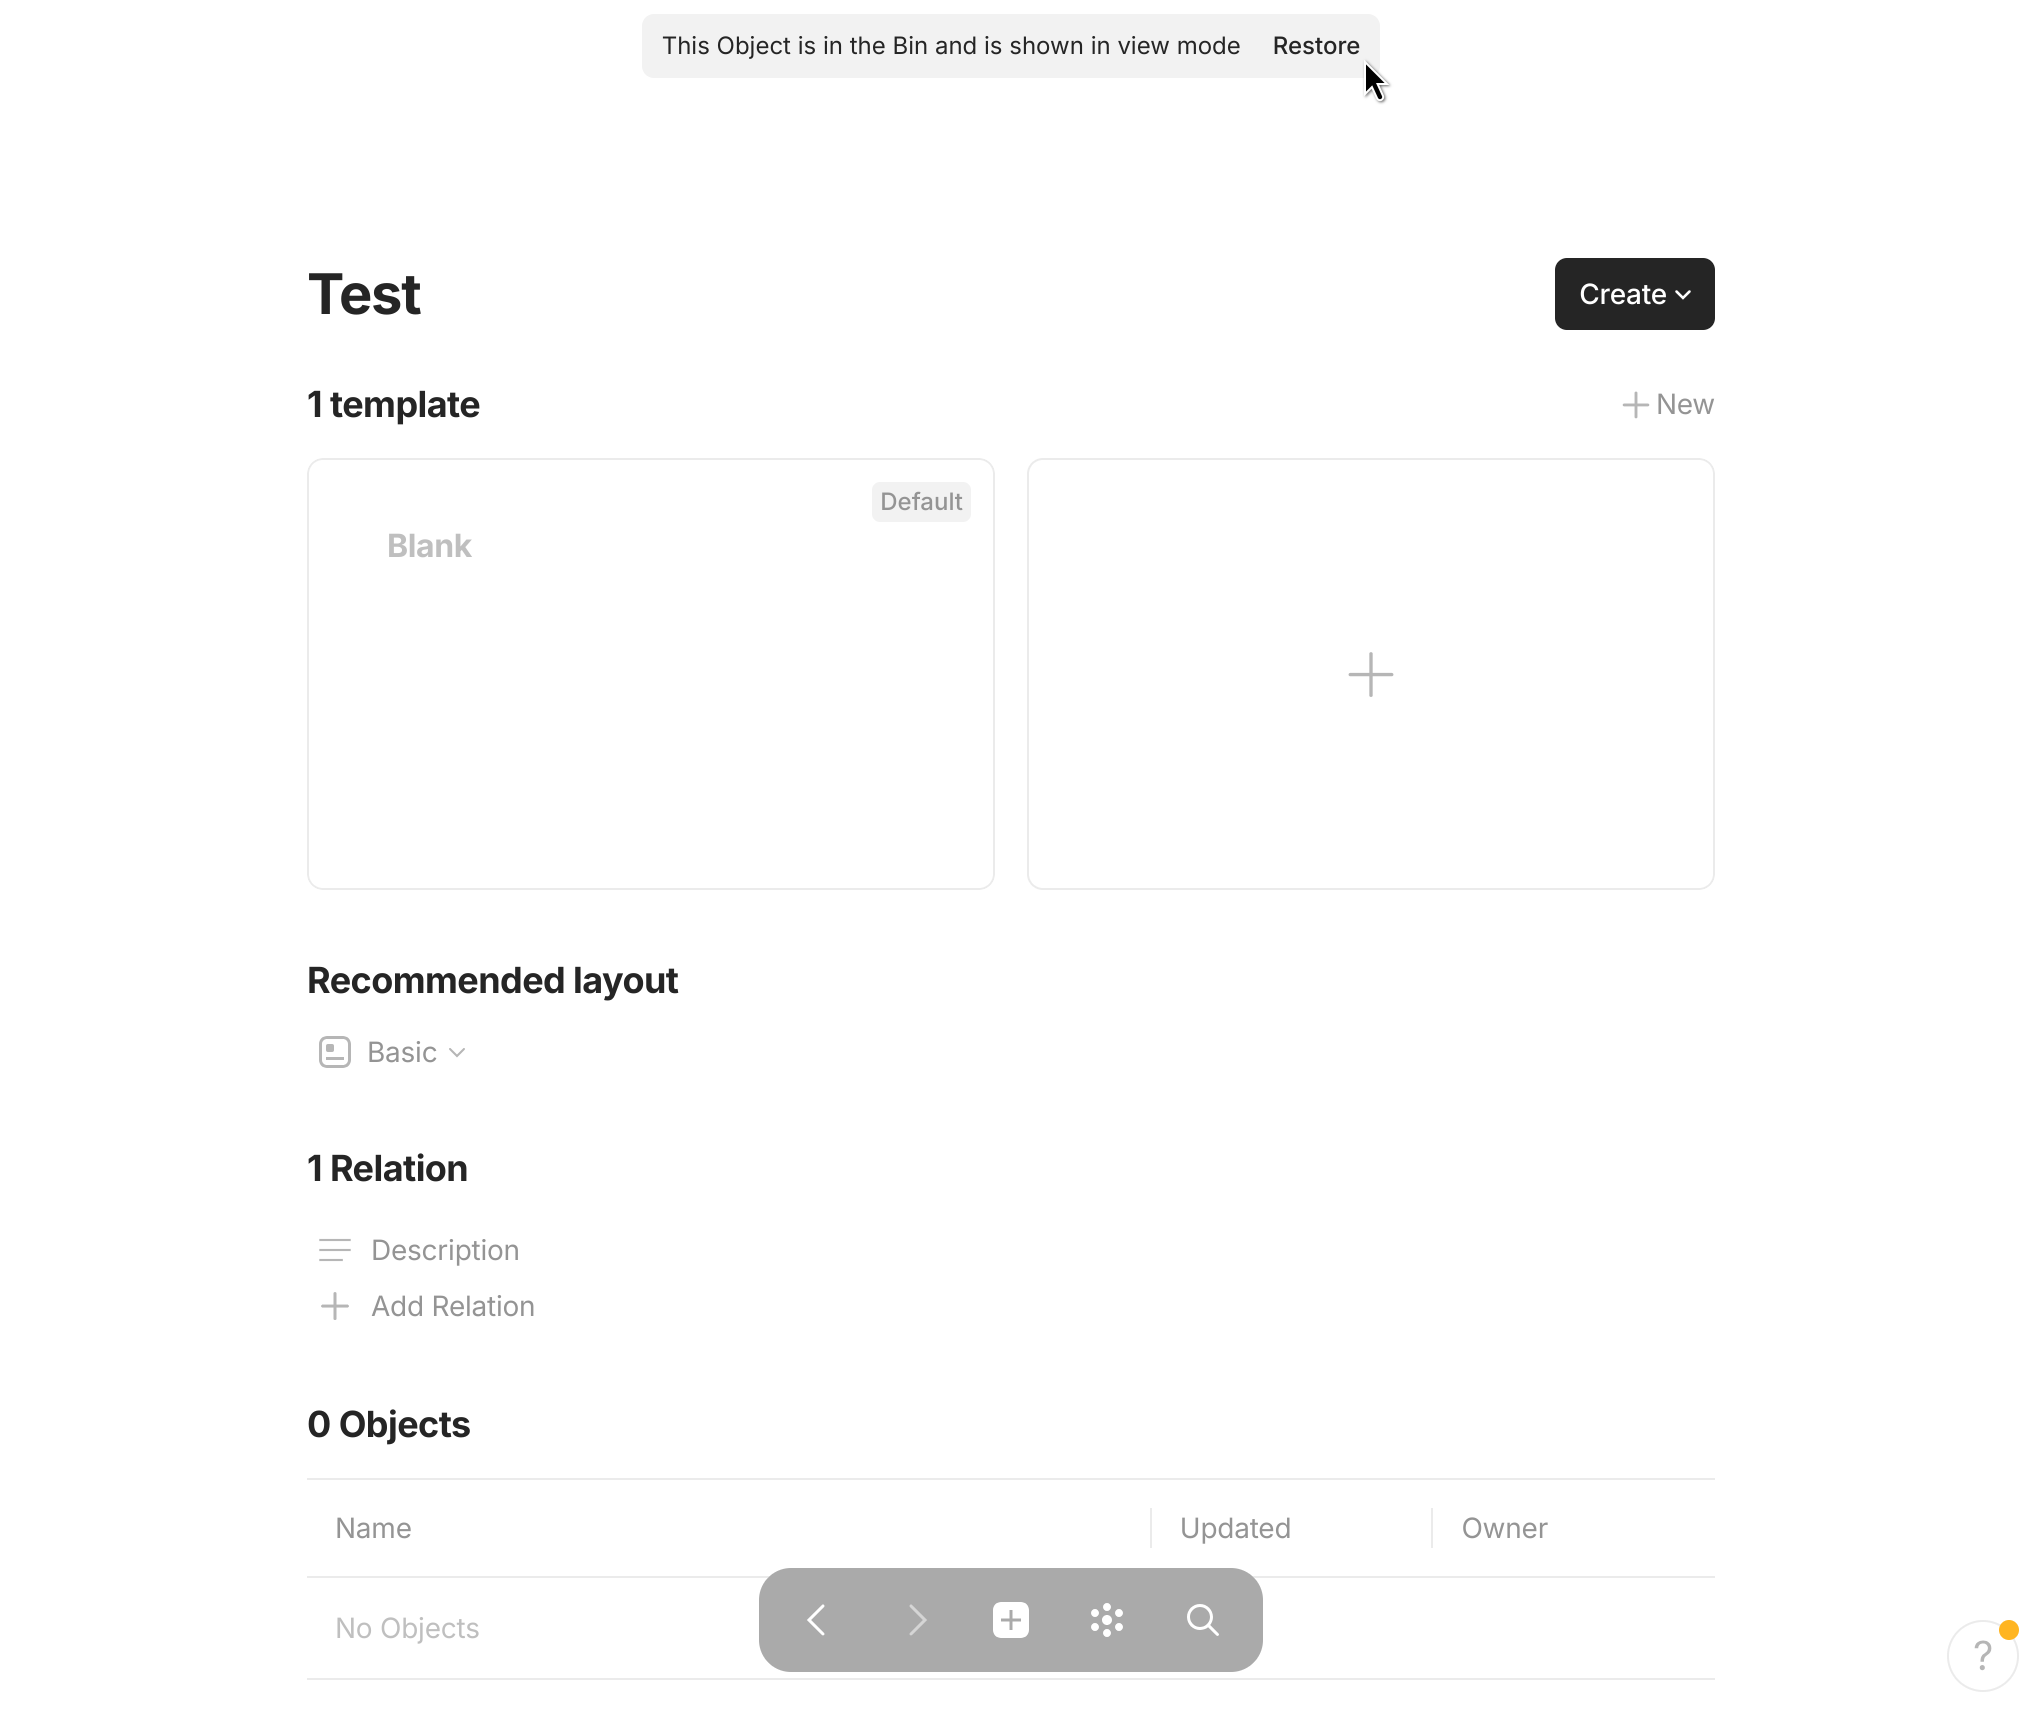 This Object is in the Bin and is shown in view mode Restore
Test
Create
1 template
New
Default
Blank
Recommended layout
Basic
1 Relation
Description
Add Relation
0 Objects
Name Updated Owner
No Objects
?